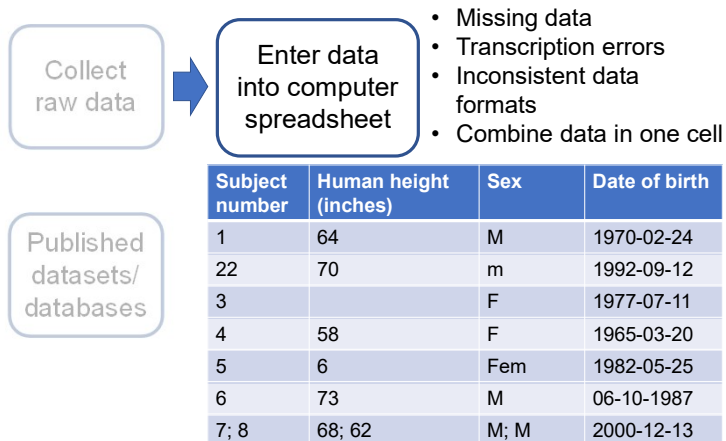 Collect
raw data
Enter data
into computer
spreadsheet
• Missing data
• Transcription errors
• Inconsistent data
formats
• Combine data in one cell
Published
datasets/
databases
Subject number Human height (inches) Sex Date of birth
1 64 M 1970-02-24
22 70 m 1992-09-12
3 F 1977-07-11
4 58 F 1965-03-20
5 6 Fem 1982-05-25
6 73 M 06-10-1987
7; 8 68; 62 M; M 2000-12-13